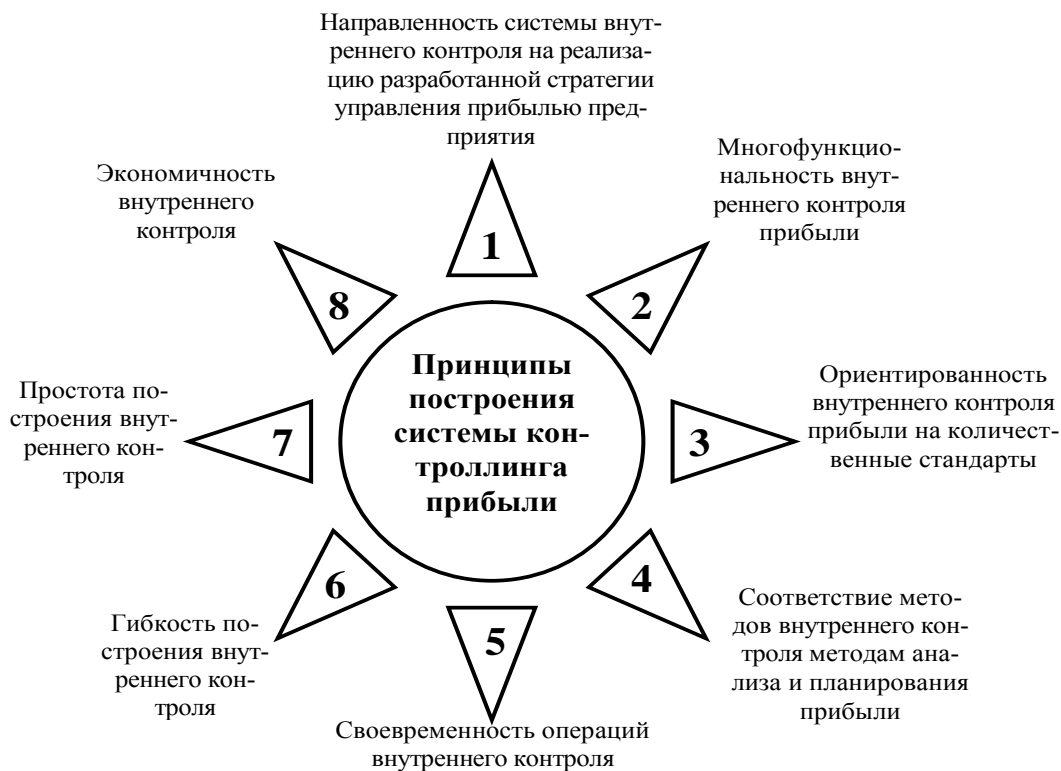 Направленность системы внут-
реннего контроля на реализа-
цию разработанной стратегии
управления прибылью пред-
приятия
1
Многофункцио-
нальность внут-
реннего контроля
прибыли
2
Ориентированность
внутреннего контроля
прибыли на количест-
венные стандарты
3
Соответствие мето-
дов внутреннего кон-
троля методам ана-
лиза и планирования
прибыли
4
Своевременность операций
внутреннего контроля
5
Гибкость по-
строения внут-
реннего конт-
роля
6
Простота по-
строения внут-
реннего кон-
троля
7
Экономичность
внутреннего
контроля
8
Принципы
построения
системы кон-
троллинга
прибыли